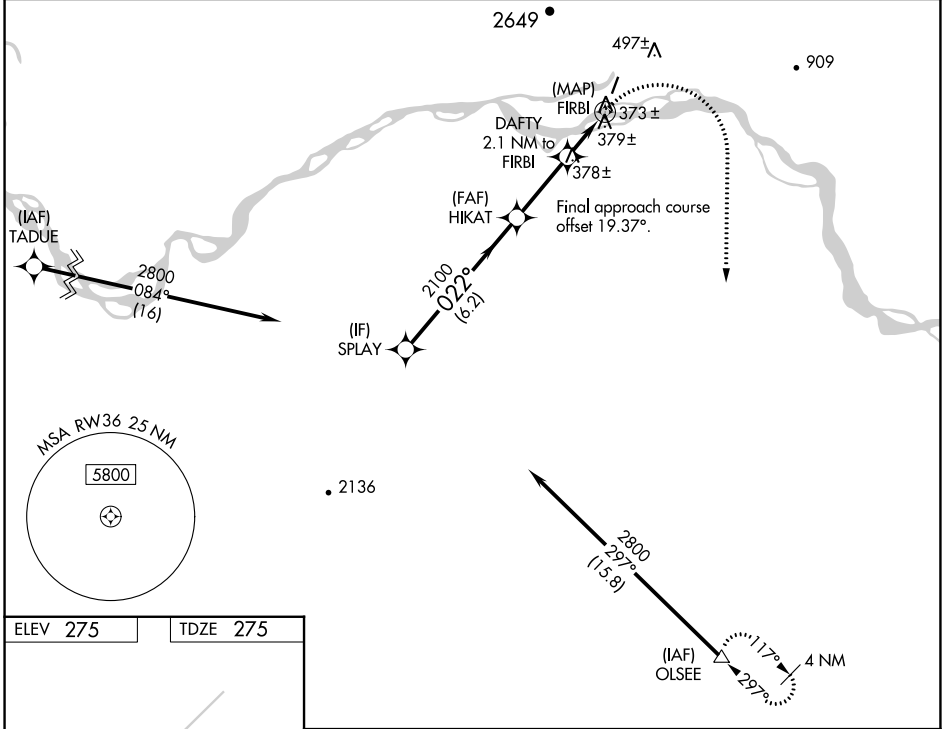 2649
497±
909
(MAP)
FIRBI
373 ±
379±
DAFTY
2.1 NM to
FIRBI
378±
(FAF)
HIKAT
Final approach course
offset 19.37°.
(IAF)
TADUE
2800
084°
(16)
2100
022°
(6.2)
(IF)
SPLAY
MSA RW36 25 NM
5800
2136
2800
297°
(15.8)
(IAF)
OLSEE
117°
297°
4 NM
ELEV 275
TDZE 275